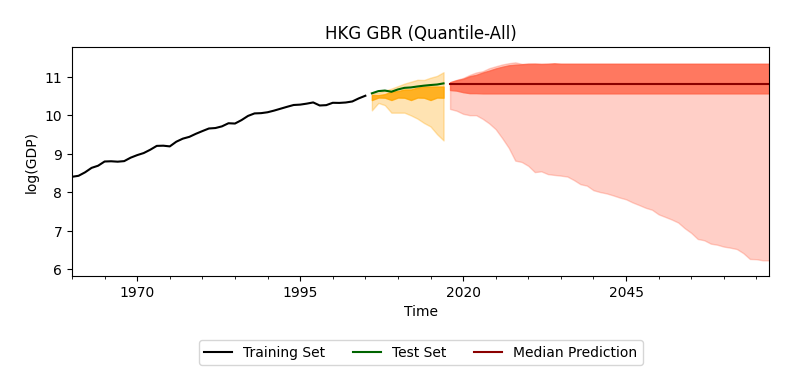 HKG GBR (Quantile-All)
11
10
9
8
7
6
log(GDP)
1970
1995
2020
2045
Time
Training Set
Test Set
Median Prediction